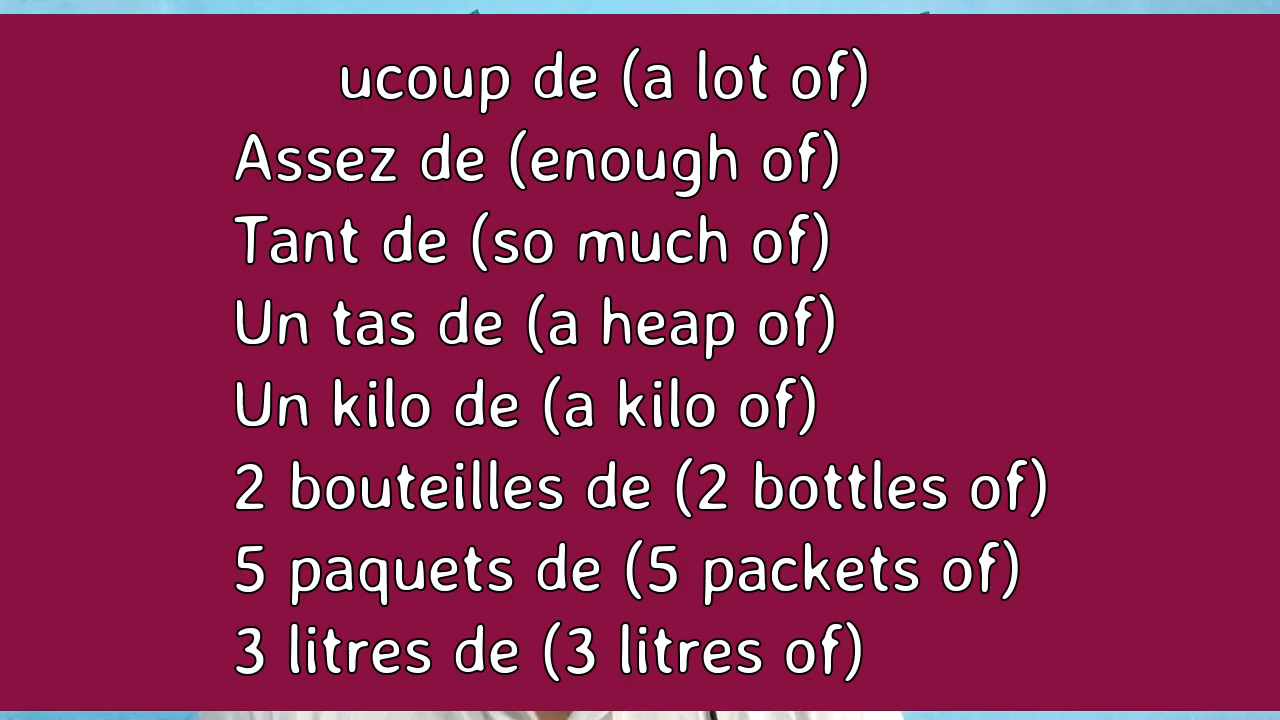 ucoup de (a lot of)
Assez de (enough of)
Tant de (so much of)
Un tas de (a heap of)
Un kilo de (a kilo of)
2 bouteilles de (2 bottles of)
5 paquets de (5 packets of)
3 litres de (3 litres of)